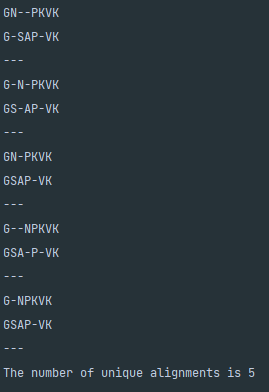 GN--PKVK
G-SAP-VK
---
G-N-PKVK
GS-AP-VK
---
GN-PKVK
GSAP-VK
---
G--NPKVK
GSA-P-VK
---
G-NPKVK
GSAP-VK
---
The number of unique alignments is 5